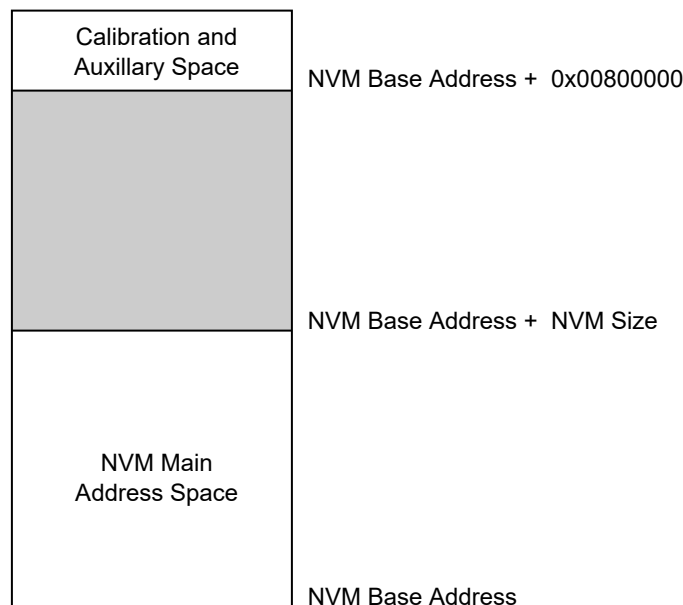 Calibration and
Auxillary Space
NVM Base Address + 0x00800000
NVM Base Address + NVM Size
NVM Main
Address Space
NVM Base Address